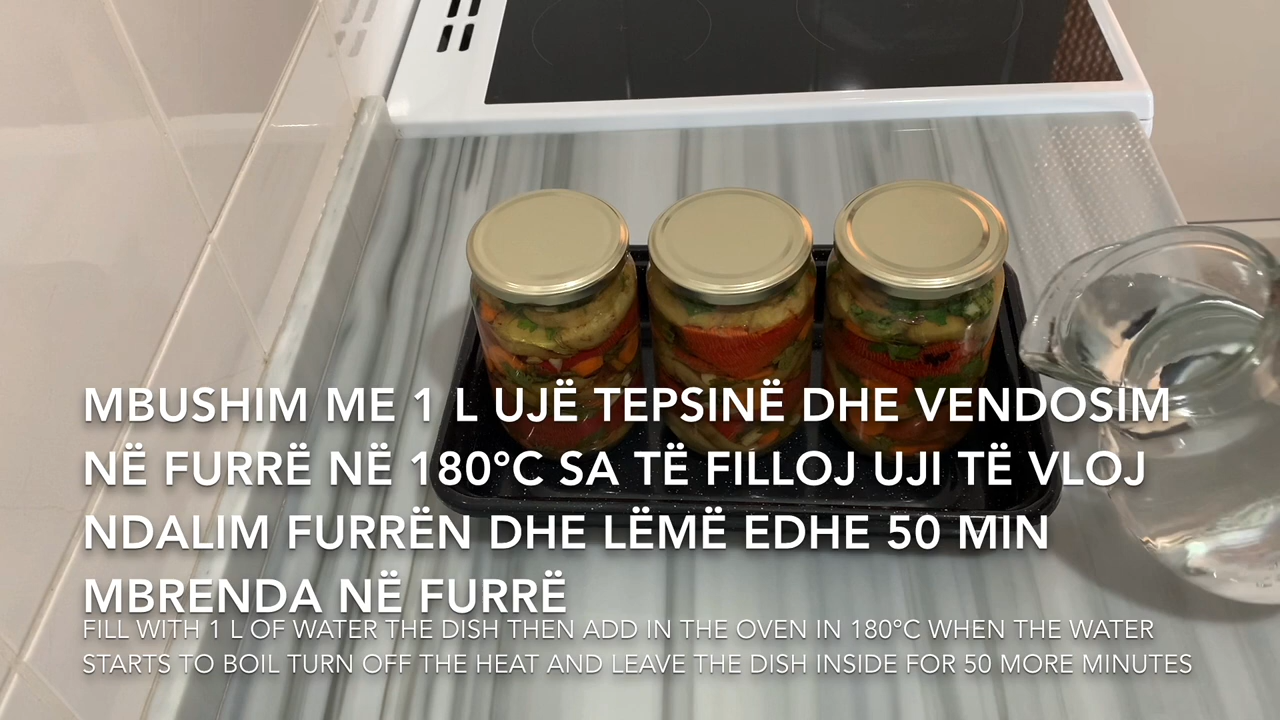 MBUSHIM ME 1 L UJË TEPSINË DHE VENDOSIM
NË FURRË NË 180°C SA TË FILLOJ UJI TË VLOJ
NDALIM FURRËN DHE LËMË EDHE 50 MIN
MBRENDA NË FURRË
FILL WITH 1 L OF WATER THE DISH THEN ADD IN THE OVEN IN 180°C WHEN THE WATER
STARTS TO BOIL TURN OFF THE HEAT AND LEAVE THE DISH INSIDE FOR 50 MORE MINUTES